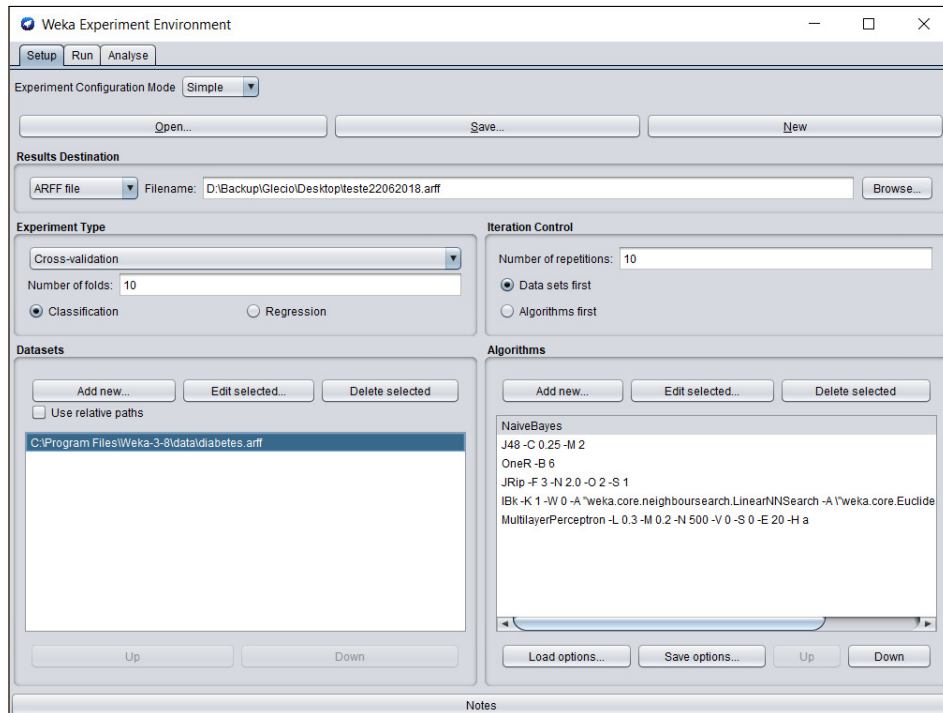 Weka Experiment Environment
Setup Run Analyse
Experiment Configuration Mode Simple
Open... Save... New
Results Destination
ARFF file Filename: D:\Backup\Glecio\Desktop\teste22062018.arff Browse...
Experiment Type
Cross-validation
Number of folds: 10
Classification Regression
Iteration Control
Number of repetitions: 10
Data sets first
Algorithms first
Datasets
Add new... Edit selected... Delete selected
Use relative paths
C:\Program Files\Weka-3-8\data\diabetes.arff
Up Down
Algorithms
Add new... Edit selected... Delete selected
NaiveBayes
J48 -C 0.25 -M 2
OneR -B 6
JRip -F 3 -N 2.0 -O 2 -S 1
IBk -K 1 -W 0 -A "weka.core.neighboursearch.LinearNNSearch -A \"weka.core.Euclide
MultilayerPerceptron -L 0.3 -M 0.2 -N 500 -V 0 -S 0 -E 20 -H a
Load options... Save options... Up Down
Notes